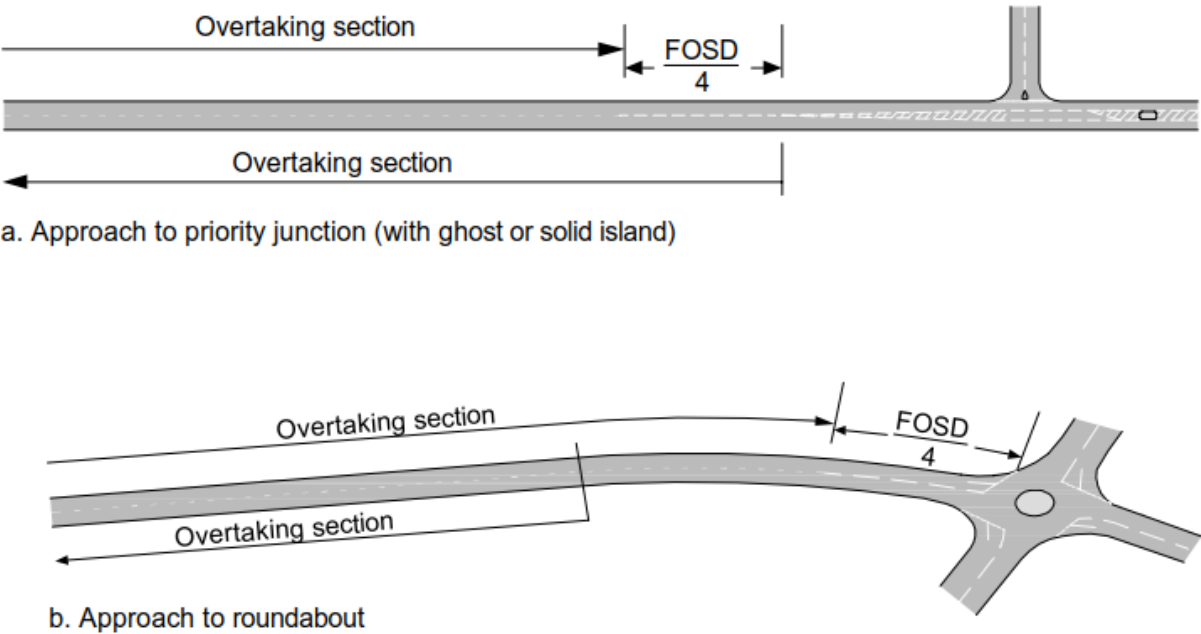 Overtaking section
FOSD
4
Overtaking section
a. Approach to priority junction (with ghost or solid island)
Overtaking section
FOSD
4
Overtaking section
b. Approach to roundabout